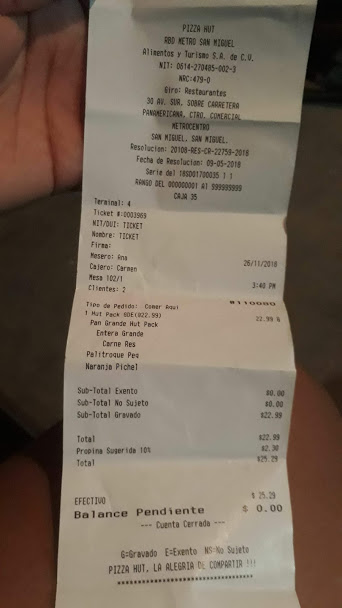 PIZZA HUT
RBD METRO SAN MIGUEL
Alimentos y Turismo S.A. de C.V.
NIT: 0614-270485-002-3
NRC:479-0
Giro: Restaurantes
30 AV. SUR, SOBRE CARRETERA
PANAMERICANA, CTRO. COMERCIAL
METROCENTRO
SAN MIGUEL, SAN MIGUEL.
Resolucion: 20108-RES-CR-22759-2018
Fecha de Resolucion: 09-05-2018
Serie del 18SD01700035 1 1
RANGO DEL 000000001 Al 999999999
CAJA 35
Terminal: 4
Ticket #:0003969
NIT/DUI: TICKET
Nombre: TICKET
Firma:
Mesero: Ana 26/11/2018
Cajero: Carmen
Mesa 102/1 3:40 PM
Clientes: 2
Tipo de Pedido: Comer Aqui #110080
1 Hut Pack GDE(@22.99) 22.99 G
Pan Grande Hut Pack
Entera Grande
Carne Res
Palitroque Peq
Naranja Pichel
Sub-Total Exento $0.00
Sub-Total No Sujeto $0.00
Sub-Total Gravado $22.99
Total $22.99
Propina Sugerida 10% $2.30
Total $25.29
EFECTIVO $ 25.29
Balance Pendiente $ 0.00
--- Cuenta Cerrada ---
G=Gravado E=Exento NS=No Sujeto
PIZZA HUT, LA ALEGRIA DE COMPARTIR !!!